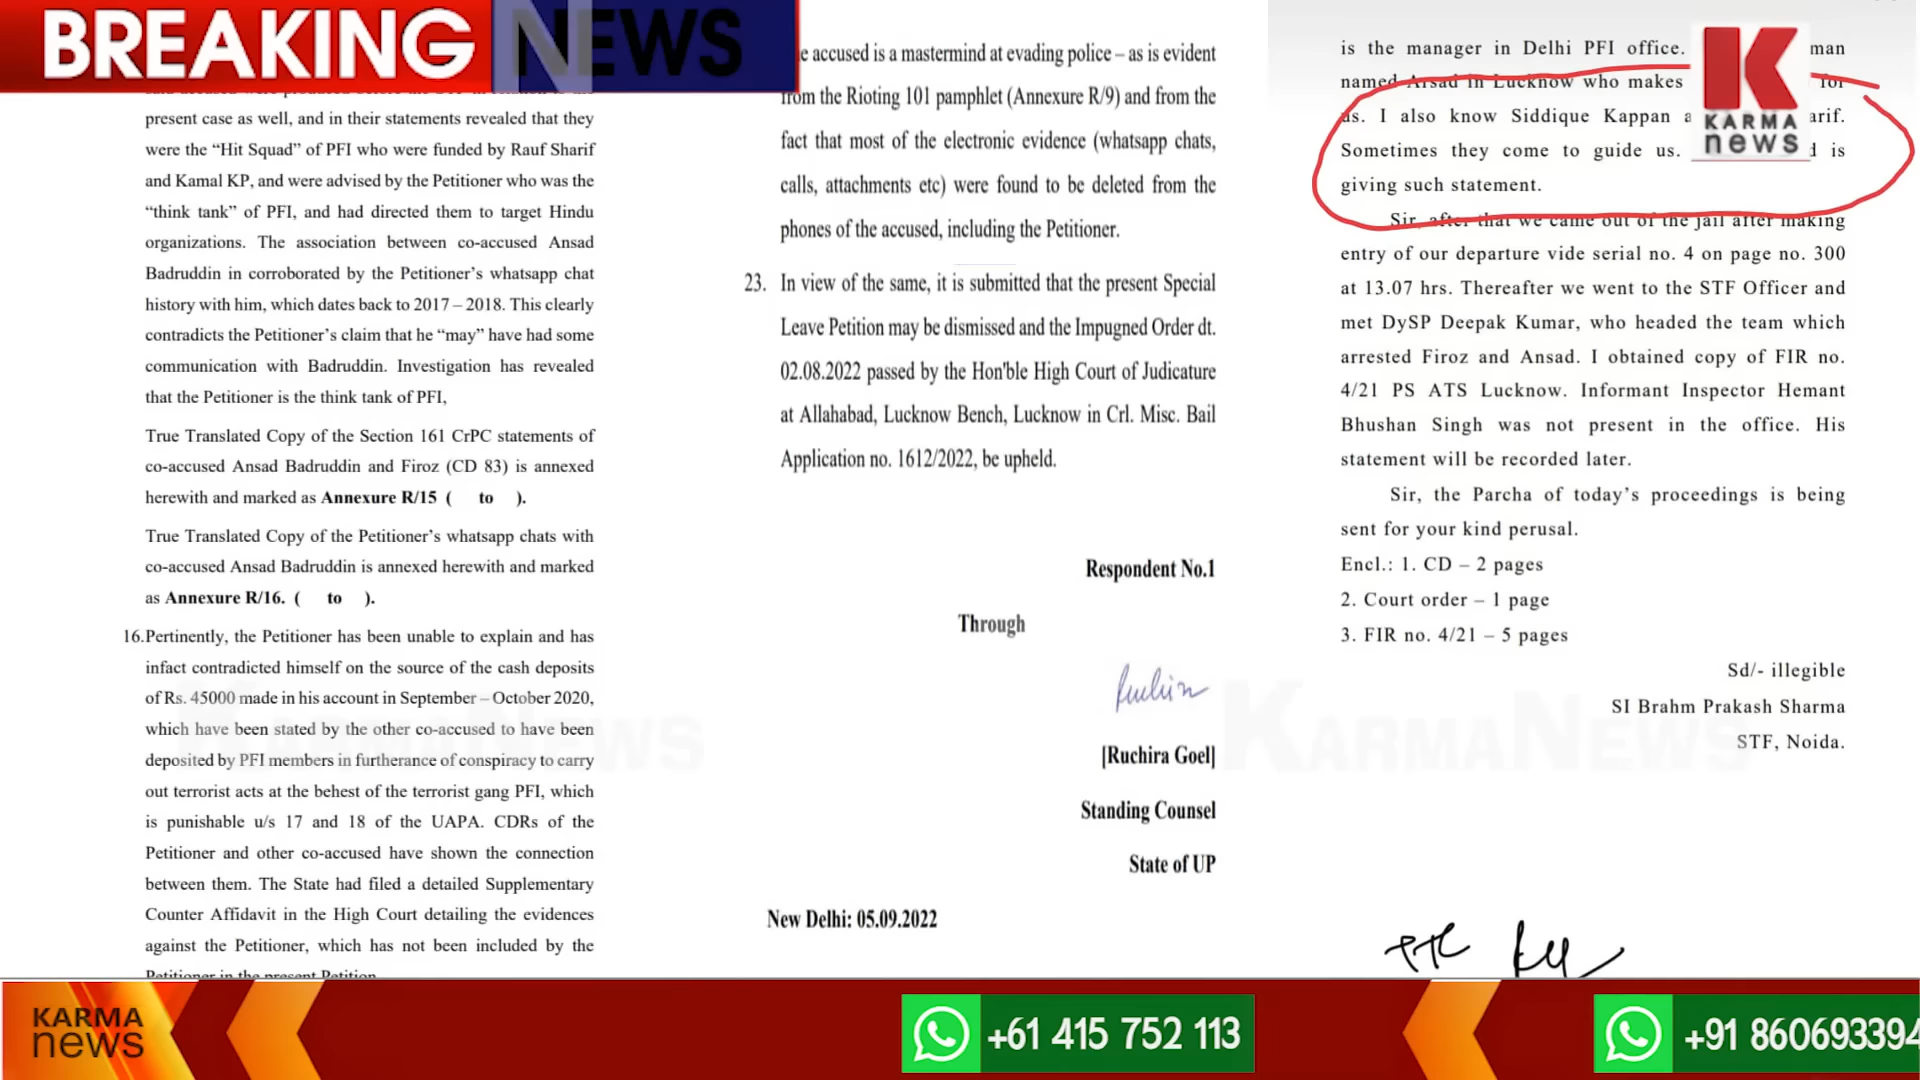 BREAKING NEWS
present case as well, and in their statements revealed that they
were the “Hit Squad” of PFI who were funded by Rauf Sharif
and Kamal KP, and were advised by the Petitioner who was the
“think tank” of PFI, and had directed them to target Hindu
organizations. The association between co-accused Ansad
Badruddin in corroborated by the Petitioner’s whatsapp chat
history with him, which dates back to 2017 – 2018. This clearly
contradicts the Petitioner’s claim that he “may” have had some
communication with Badruddin. Investigation has revealed
that the Petitioner is the think tank of PFI,
True Translated Copy of the Section 161 CrPC statements of
co-accused Ansad Badruddin and Firoz (CD 83) is annexed
herewith and marked as Annexure R/15 ( to ).
True Translated Copy of the Petitioner’s whatsapp chats with
co-accused Ansad Badruddin is annexed herewith and marked
as Annexure R/16. ( to ).
16.Pertinently, the Petitioner has been unable to explain and has
infact contradicted himself on the source of the cash deposits
of Rs. 45000 made in his account in September – October 2020,
which have been stated by the other co-accused to have been
deposited by PFI members in furtherance of conspiracy to carry
out terrorist acts at the behest of the terrorist gang PFI, which
is punishable u/s 17 and 18 of the UAPA. CDRs of the
Petitioner and other co-accused have shown the connection
between them. The State had filed a detailed Supplementary
Counter Affidavit in the High Court detailing the evidences
against the Petitioner, which has not been included by the
Petitioner in the present Petition
accused is a mastermind at evading police – as is evident
from the Rioting 101 pamphlet (Annexure R/9) and from the
fact that most of the electronic evidence (whatsapp chats,
calls, attachments etc) were found to be deleted from the
phones of the accused, including the Petitioner.
23. In view of the same, it is submitted that the present Special
Leave Petition may be dismissed and the Impugned Order dt.
02.08.2022 passed by the Hon'ble High Court of Judicature
at Allahabad, Lucknow Bench, Lucknow in Crl. Misc. Bail
Application no. 1612/2022, be upheld.
Respondent No.1
Through
[Ruchira Goel]
Standing Counsel
State of UP
New Delhi: 05.09.2022
is the manager in Delhi PFI office. man
named Arsad in Lucknow who makes for
us. I also know Siddique Kappan a arif.
Sometimes they come to guide us. is
giving such statement.
Sir, after that we came out of the jail after making
entry of our departure vide serial no. 4 on page no. 300
at 13.07 hrs. Thereafter we went to the STF Officer and
met DySP Deepak Kumar, who headed the team which
arrested Firoz and Ansad. I obtained copy of FIR no.
4/21 PS ATS Lucknow. Informant Inspector Hemant
Bhushan Singh was not present in the office. His
statement will be recorded later.
Sir, the Parcha of today’s proceedings is being
sent for your kind perusal.
Encl.: 1. CD – 2 pages
2. Court order – 1 page
3. FIR no. 4/21 – 5 pages
Sd/- illegible
SI Brahm Prakash Sharma
STF, Noida.
K
KARMA
news
KARMANEWS
KARMANEWS
KARMA
news
+61 415 752 113
+91 860693394